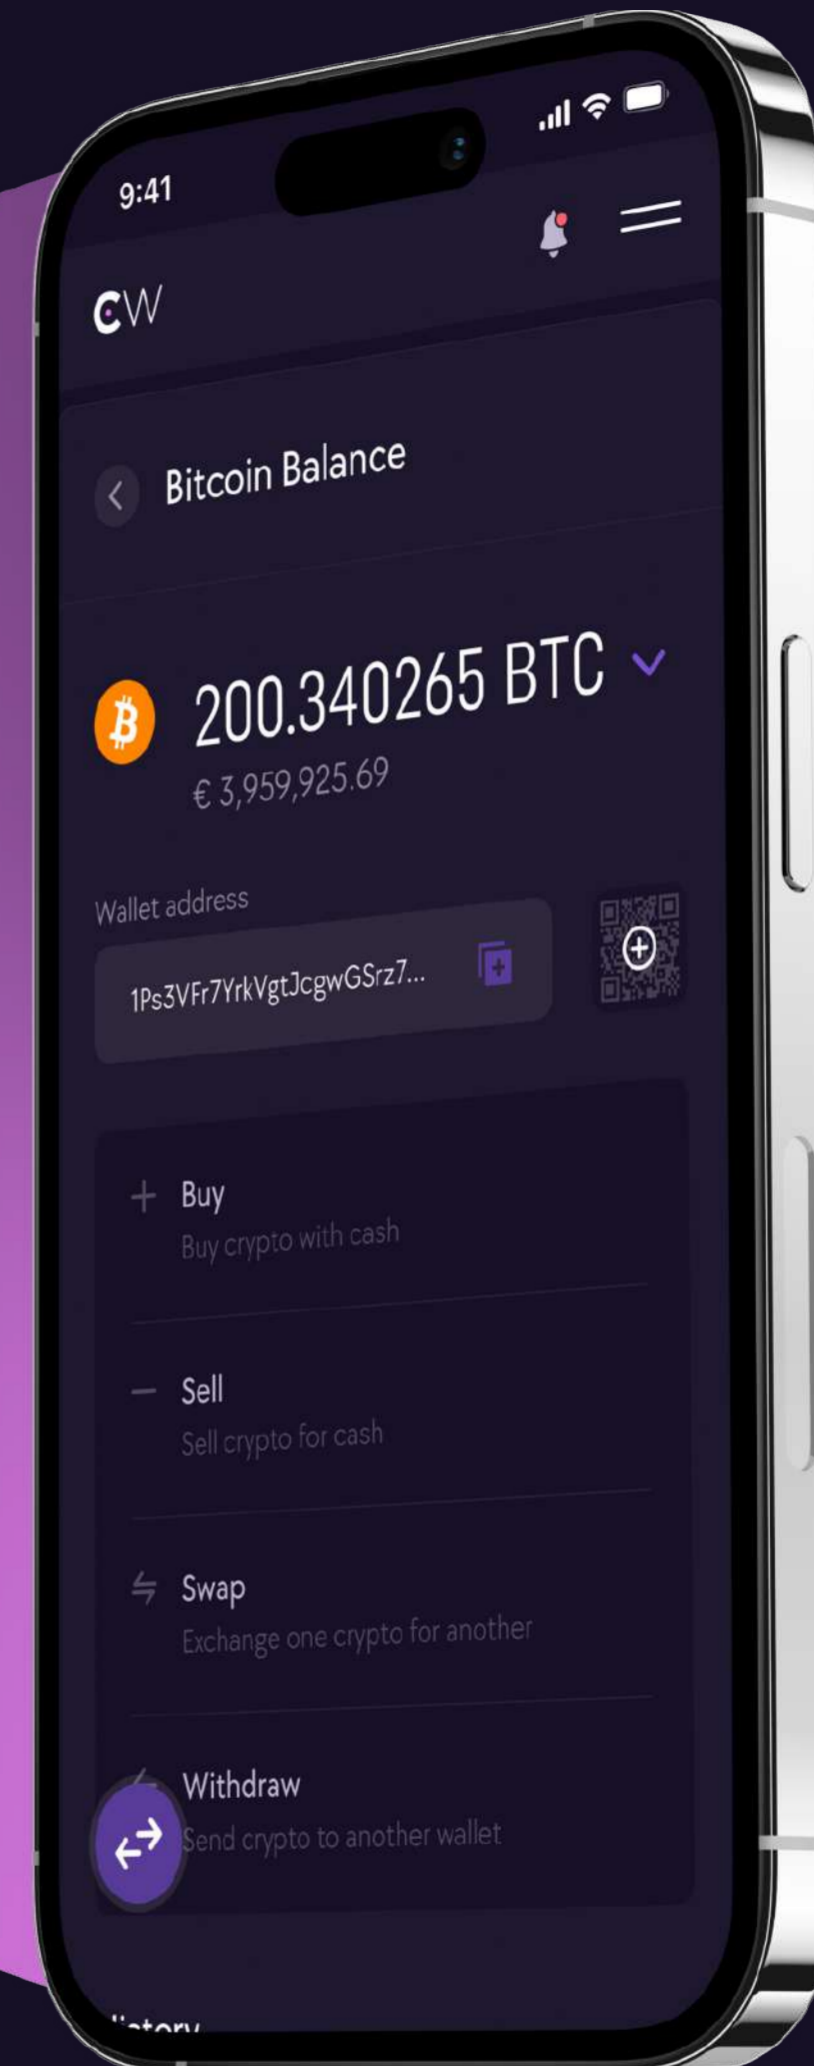 9:41
CW
Bitcoin Balance
200.340265 BTC
€ 3,959,925.69
Wallet address
1Ps3VFr7YrkVgtJcgwGSrz7...
Buy
Buy crypto with cash
Sell
Sell crypto for cash
Swap
Exchange one crypto for another
Withdraw
Send crypto to another wallet